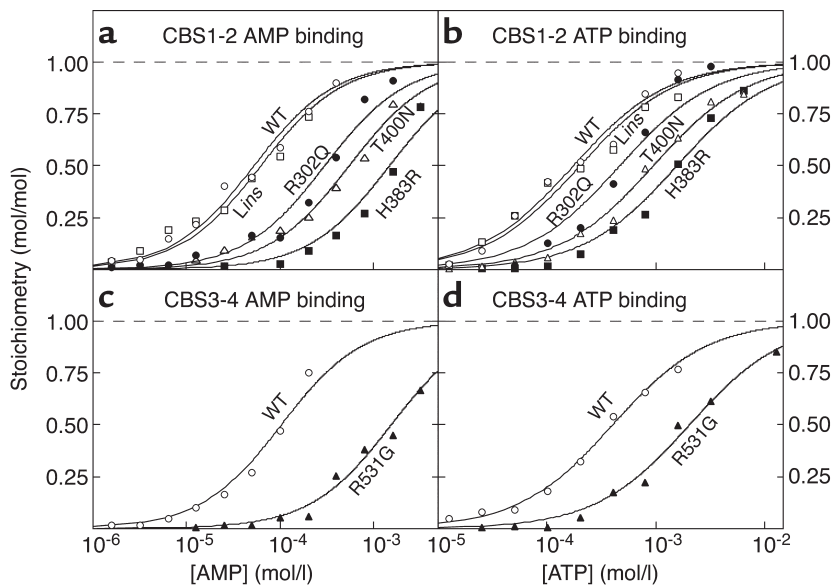 a CBS1-2 AMP binding
b CBS1-2 ATP binding
1.00
0.75
0.50
0.25
WT
Lins
R302Q
T400N
H383R
WT
Lins
R302Q
T400N
H383R
1.00
0.75
0.50
0.25
Stoichiometry (mol/mol)
c CBS3-4 AMP binding
d CBS3-4 ATP binding
1.00
0.75
0.50
0.25
WT
R531G
WT
R531G
1.00
0.75
0.50
0.25
10-6 10-5 10-4 10-3
10-5 10-4 10-3 10-2
[AMP] (mol/l)
[ATP] (mol/l)